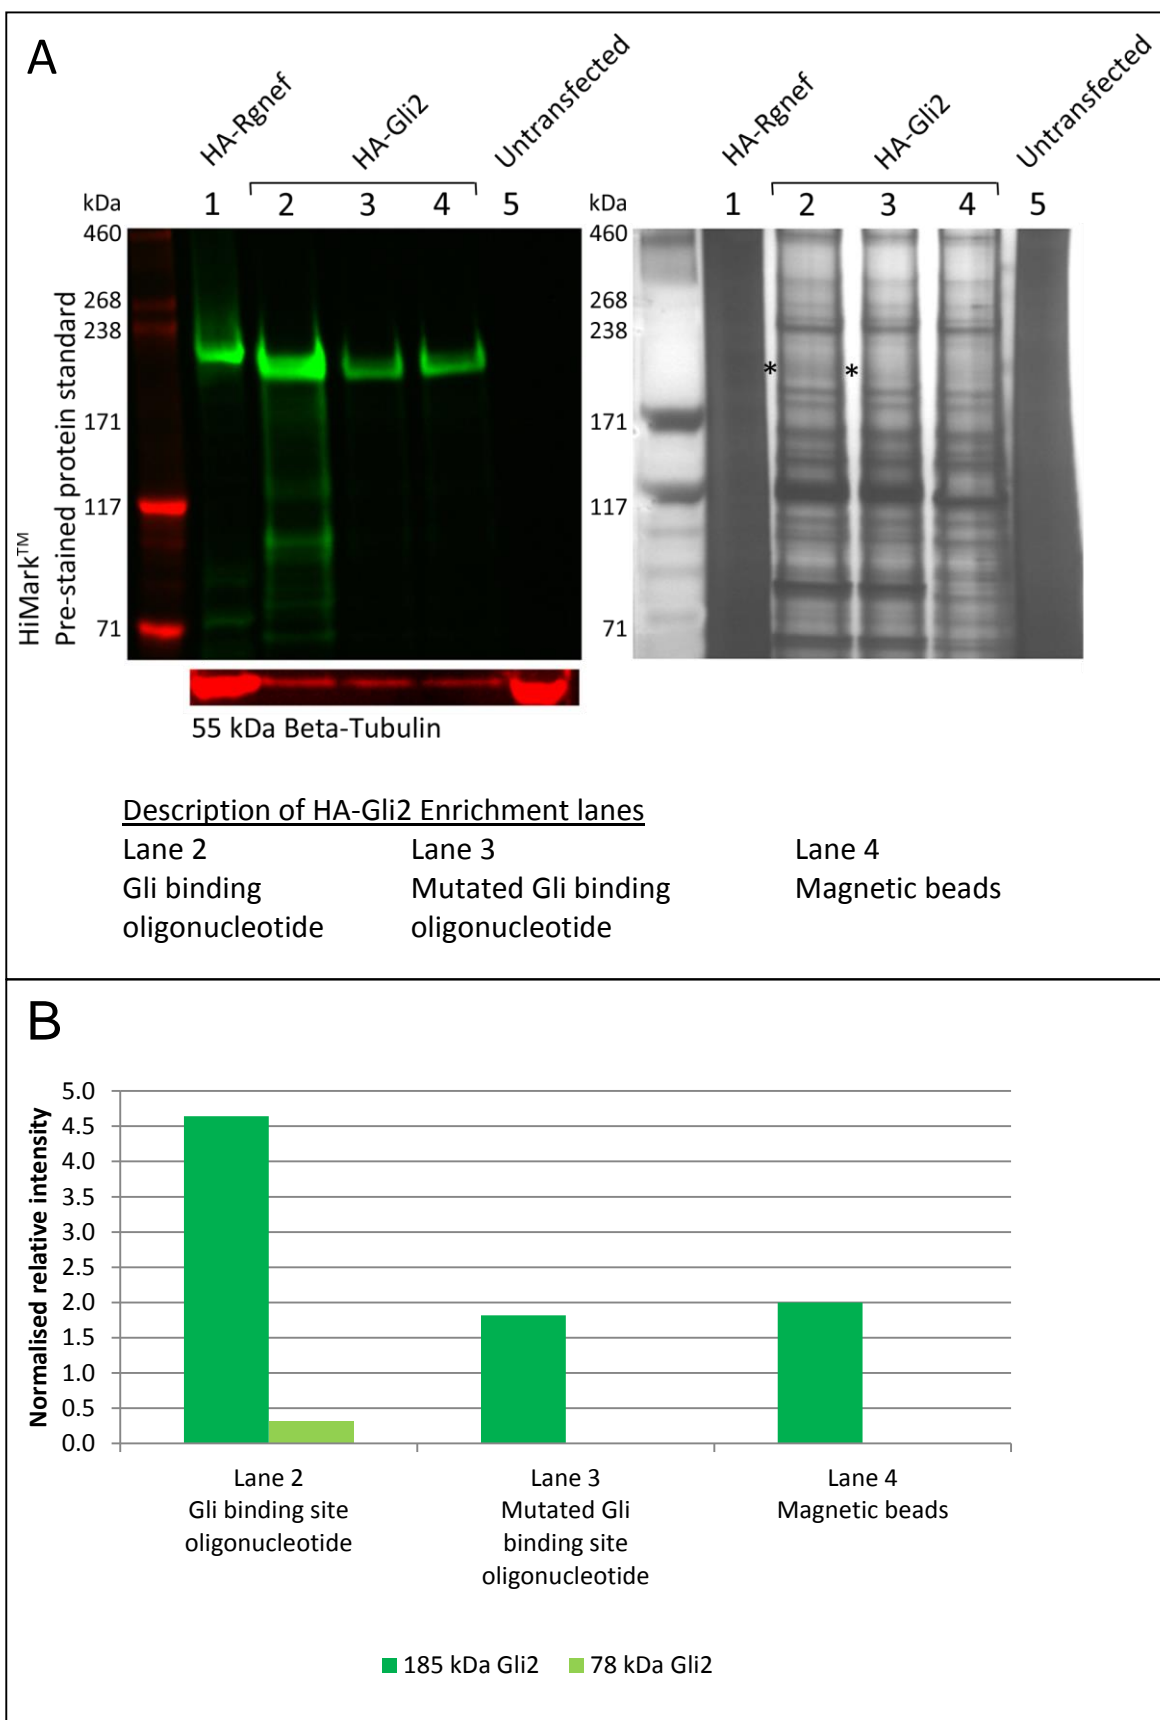 A
HA-Rgnef
HA-Gli2
Untransfected
kDa
1
2
3
4
5
460
268
238
171
117
71
HiMark™
Pre-stained protein standard
55 kDa Beta-Tubulin
HA-Rgnef
HA-Gli2
Untransfected
kDa
1
2
3
4
5
460
268
238
171
117
71
*
*
Description of HA-Gli2 Enrichment lanes
Lane 2
Gli binding
oligonucleotide
Lane 3
Mutated Gli binding
oligonucleotide
Lane 4
Magnetic beads
B
Normalised relative intensity
5.0
4.5
4.0
3.5
3.0
2.5
2.0
1.5
1.0
0.5
0.0
Lane 2
Gli binding site
oligonucleotide
Lane 3
Mutated Gli
binding site
oligonucleotide
Lane 4
Magnetic beads
185 kDa Gli2
78 kDa Gli2